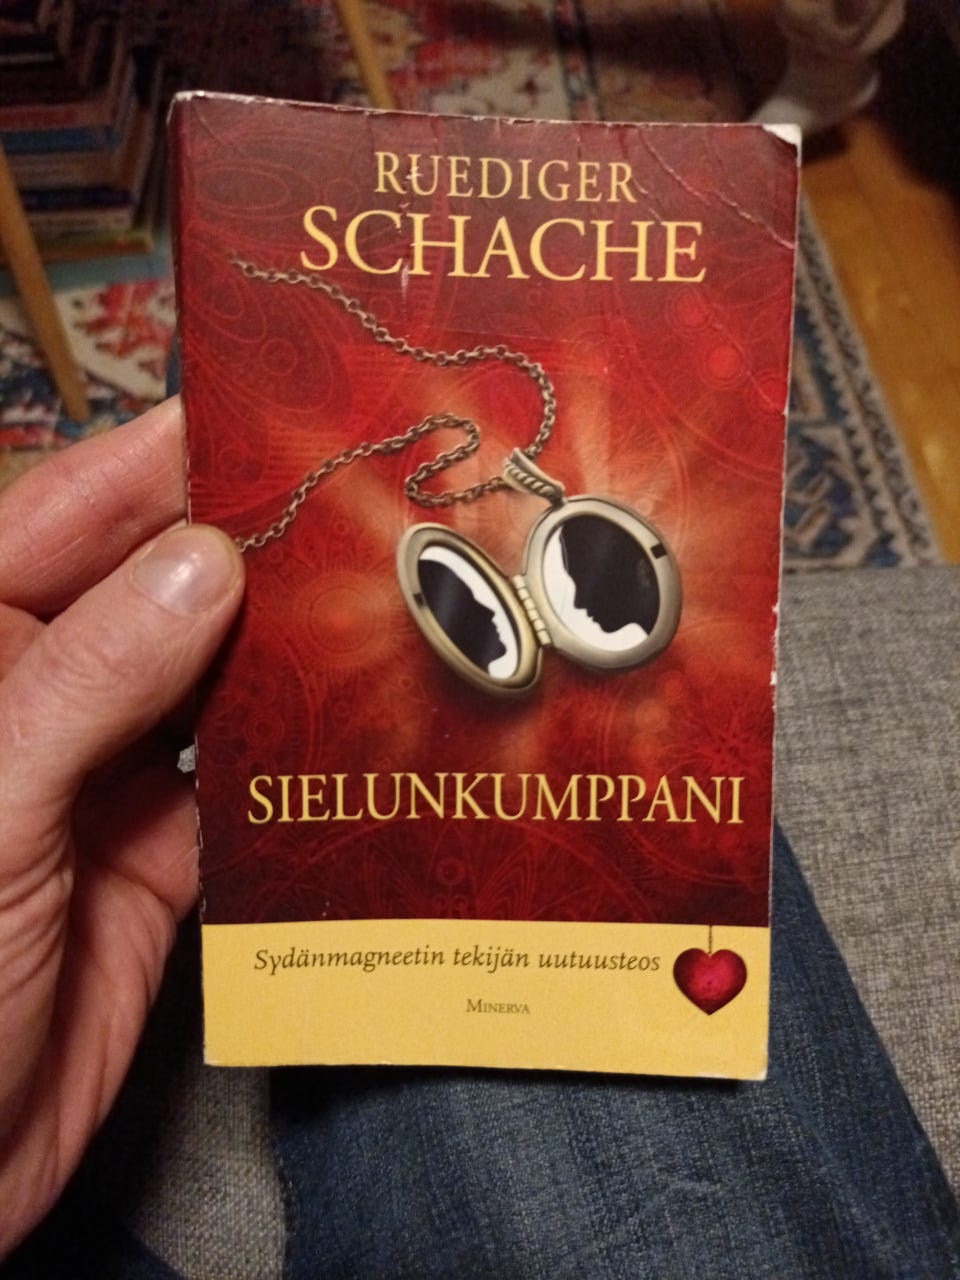 RUEDIGER
SCHACHE
SIELUNKUMPPANI
Sydänmagneetin tekijän uutuusteos
MINERVA